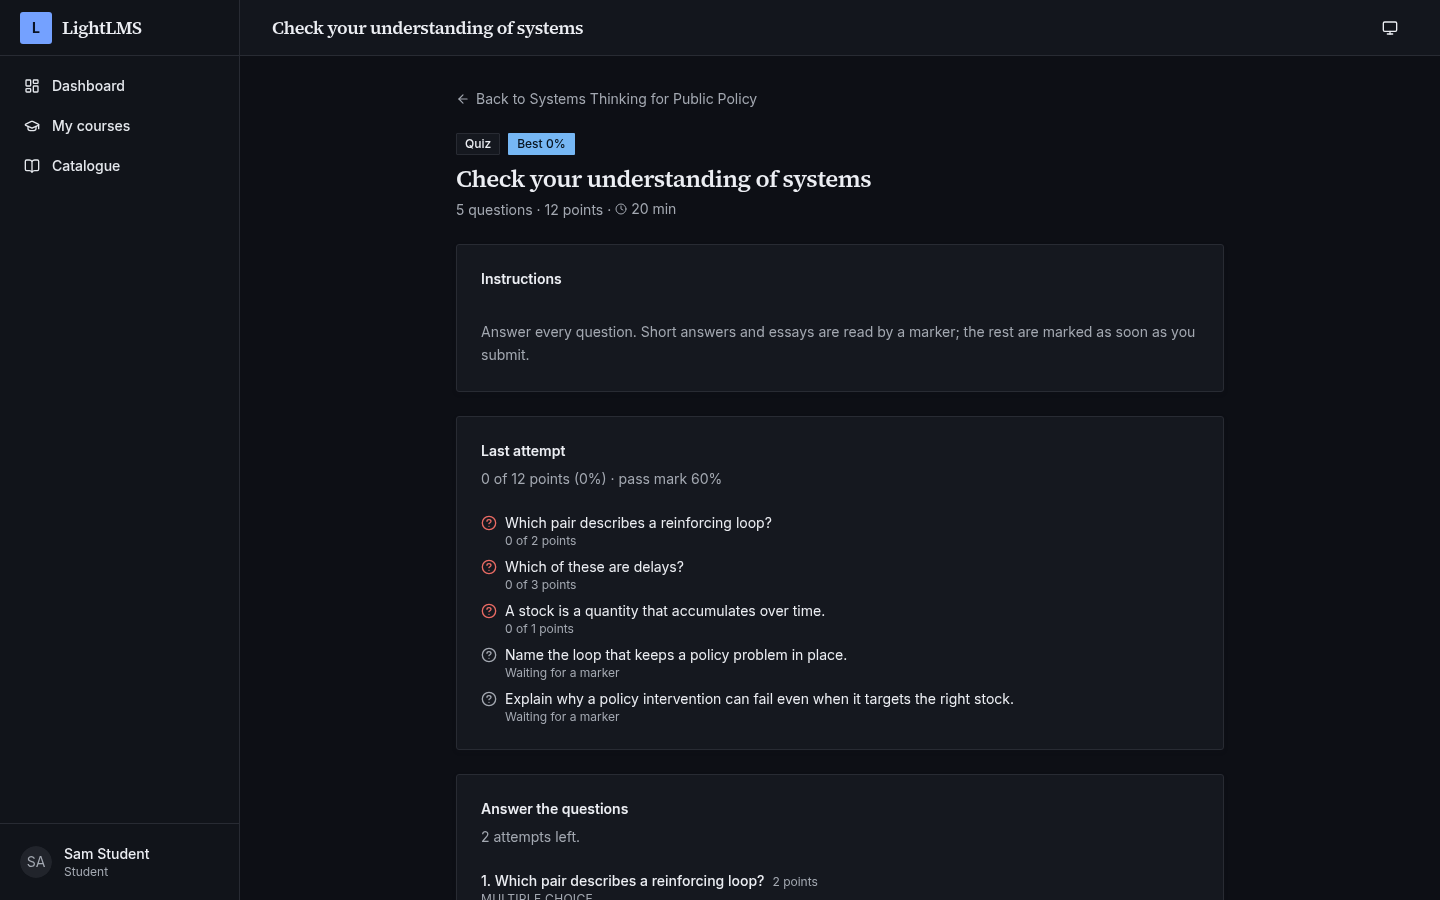 L LightLMS
Check your understanding of systems
Dashboard
My courses
Catalogue
Back to Systems Thinking for Public Policy
Quiz Best 0%
Check your understanding of systems
5 questions · 12 points · 20 min
Instructions
Answer every question. Short answers and essays are read by a marker; the rest are marked as soon as you
submit.
Last attempt
0 of 12 points (0%) · pass mark 60%
Which pair describes a reinforcing loop?
0 of 2 points
Which of these are delays?
0 of 3 points
A stock is a quantity that accumulates over time.
0 of 1 points
Name the loop that keeps a policy problem in place.
Waiting for a marker
Explain why a policy intervention can fail even when it targets the right stock.
Waiting for a marker
Answer the questions
2 attempts left.
1. Which pair describes a reinforcing loop? 2 points
MULTIPLE CHOICE
SA Sam Student
Student